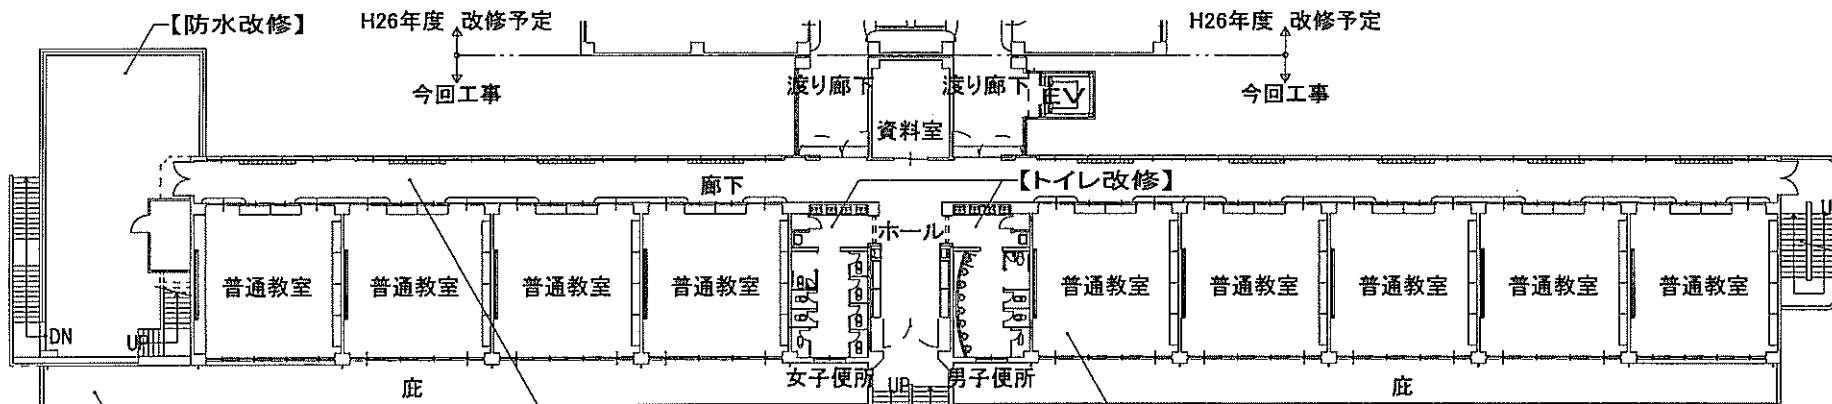 【防水改修】
H26年度 改修予定
H26年度 改修予定
今回工事
渡り廊下
渡り廊下
EV
今回工事
資料室
廊下
【トイレ改修】
ホール
普通教室
普通教室
普通教室
普通教室
普通教室
普通教室
普通教室
普通教室
普通教室
DN
UP
女子便所
UP
男子便所
庇
庇